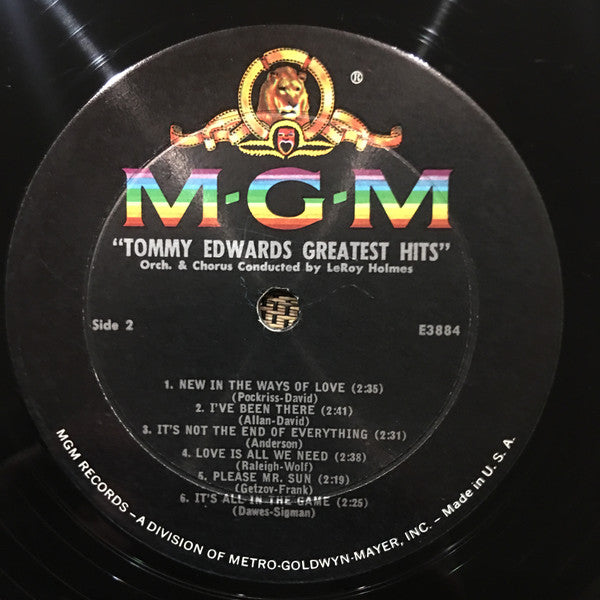 ®
M-G-M
"TOMMY EDWARDS GREATEST HITS"
Orch. & Chorus Conducted by LeRoy Holmes
Side 2
E3884
1. NEW IN THE WAYS OF LOVE (2:35)
(Pockriss-David)
2. I'VE BEEN THERE (2:41)
(Allan-David)
3. IT'S NOT THE END OF EVERYTHING (2:31)
(Anderson)
4. LOVE IS ALL WE NEED (2:38)
(Raleigh-Wolf)
5. PLEASE MR. SUN (2:19)
(Getzov-Frank)
6. IT'S ALL IN THE GAME (2:25)
(Dawes-Sigman)
MGM RECORDS – A DIVISION OF METRO-GOLDWYN-MAYER, INC. – Made in U. S. A.